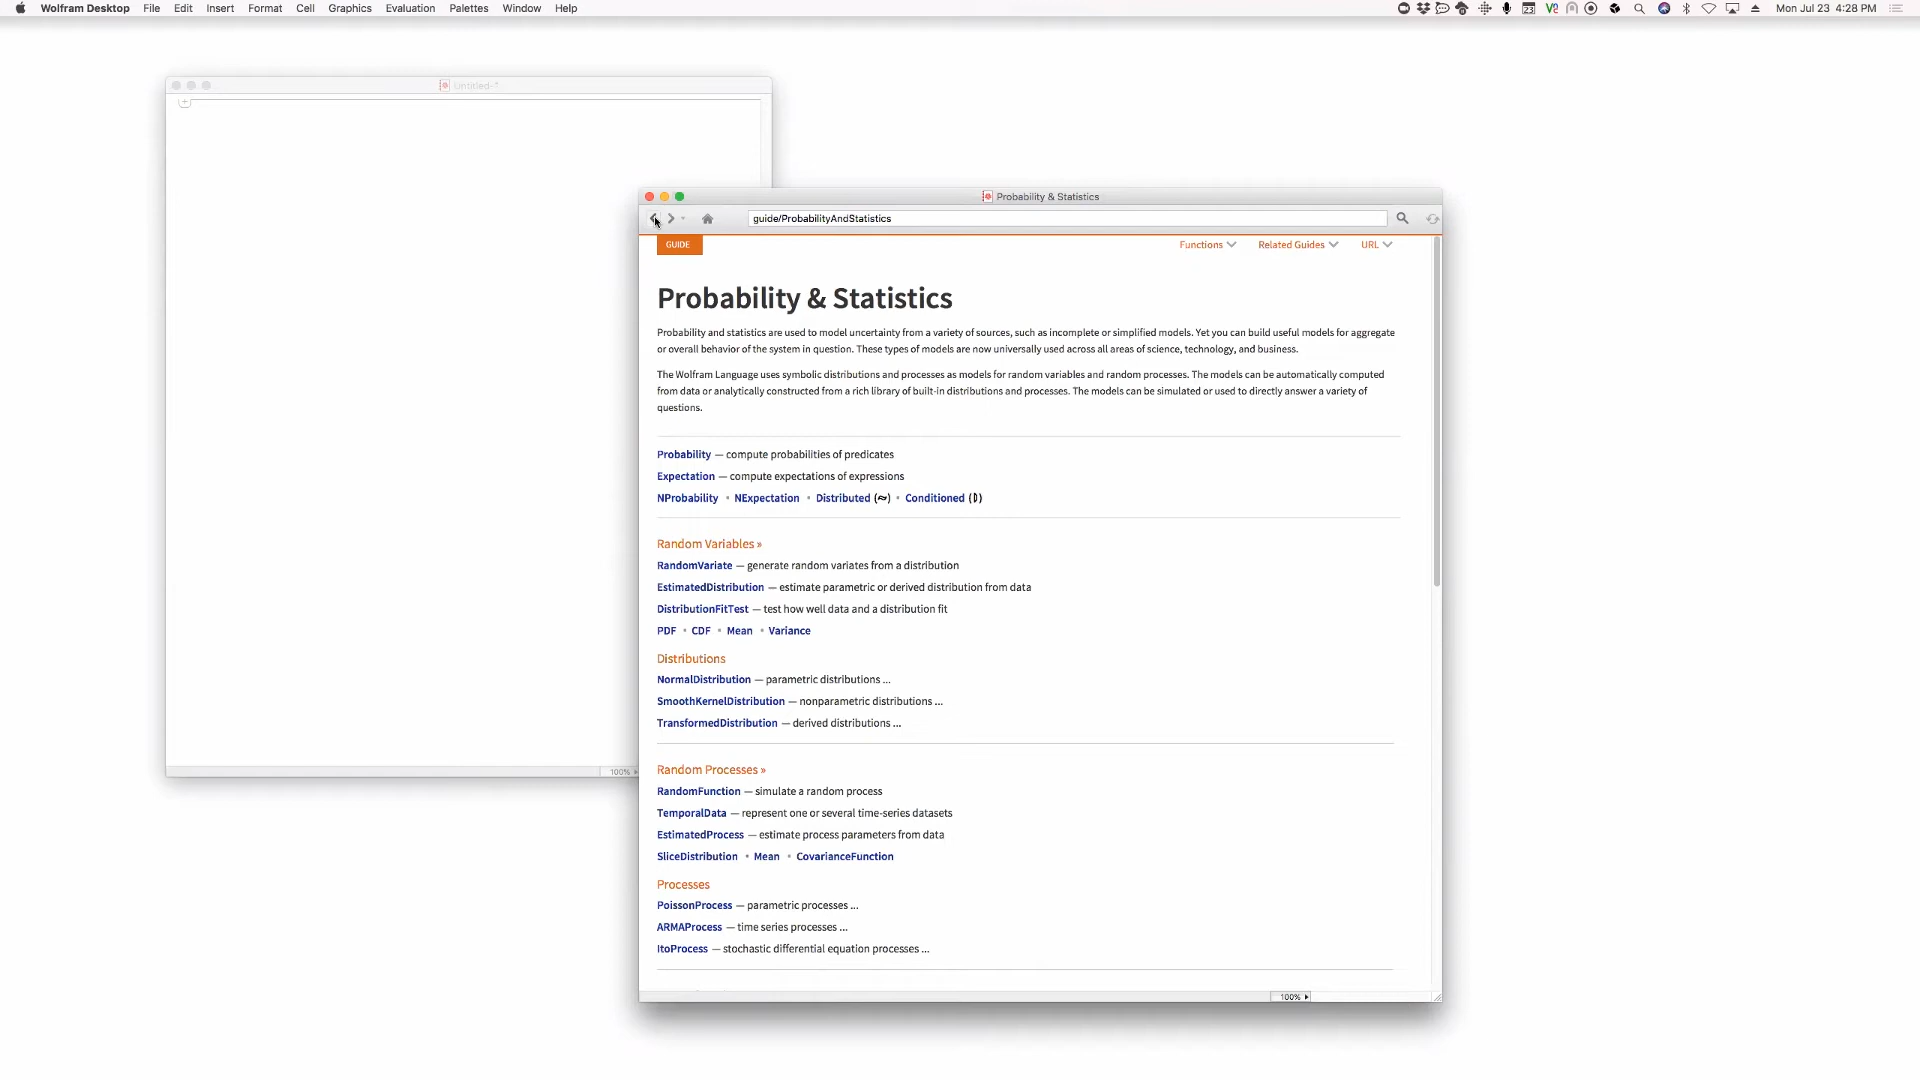 Wolfram Desktop File Edit Insert Format Cell Graphics Evaluation Palettes Window Help
23
Mon Jul 23 4:28 PM
Untitled-*
100%
Probability & Statistics
guide/ProbabilityAndStatistics
GUIDE
Functions Related Guides URL
Probability & Statistics
Probability and statistics are used to model uncertainty from a variety of sources, such as incomplete or simplified models. Yet you can build useful models for aggregate
or overall behavior of the system in question. These types of models are now universally used across all areas of science, technology, and business.
The Wolfram Language uses symbolic distributions and processes as models for random variables and random processes. The models can be automatically computed
from data or analytically constructed from a rich library of built-in distributions and processes. The models can be simulated or used to directly answer a variety of
questions.
Probability — compute probabilities of predicates
Expectation — compute expectations of expressions
NProbability ▪ NExpectation ▪ Distributed (≈) ▪ Conditioned (▯)
Random Variables »
RandomVariate — generate random variates from a distribution
EstimatedDistribution — estimate parametric or derived distribution from data
DistributionFitTest — test how well data and a distribution fit
PDF ▪ CDF ▪ Mean ▪ Variance
Distributions
NormalDistribution — parametric distributions ...
SmoothKernelDistribution — nonparametric distributions ...
TransformedDistribution — derived distributions ...
Random Processes »
RandomFunction — simulate a random process
TemporalData — represent one or several time-series datasets
EstimatedProcess — estimate process parameters from data
SliceDistribution ▪ Mean ▪ CovarianceFunction
Processes
PoissonProcess — parametric processes ...
ARMAProcess — time series processes ...
ItoProcess — stochastic differential equation processes ...
100%